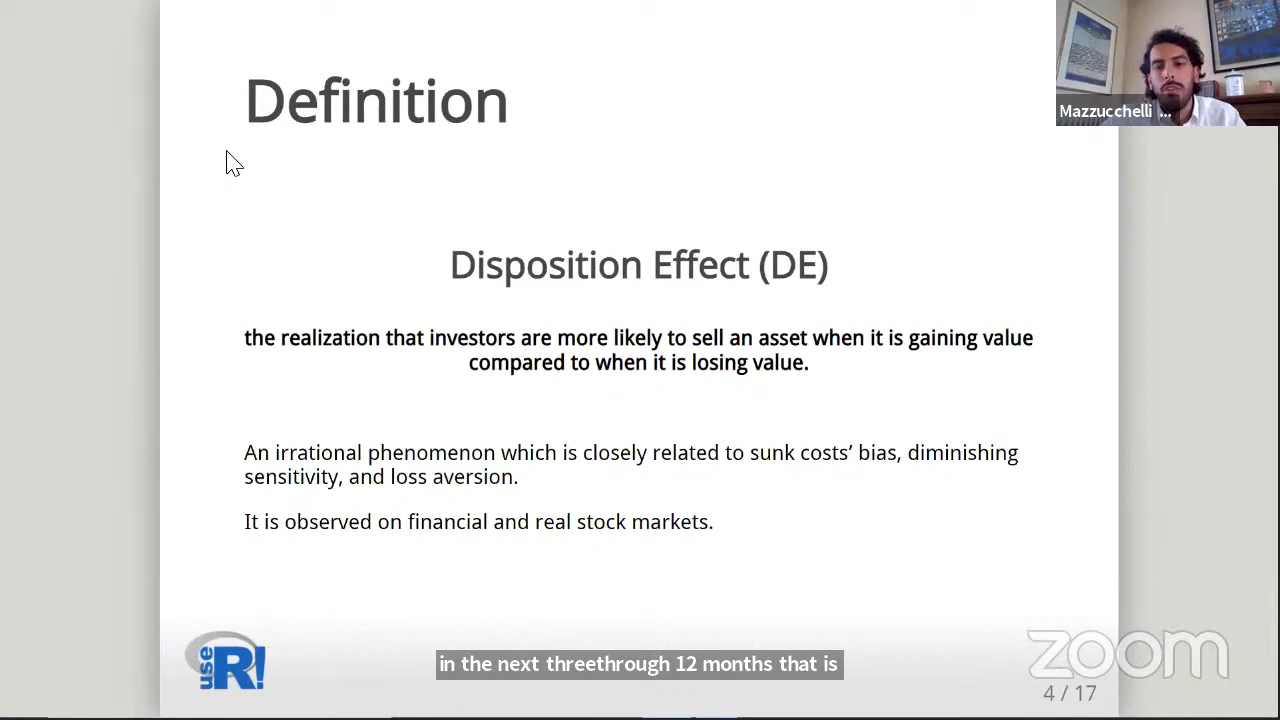 Definition
Mazzucchelli ...
Disposition Effect (DE)
the realization that investors are more likely to sell an asset when it is gaining value
compared to when it is losing value.
An irrational phenomenon which is closely related to sunk costs’ bias, diminishing
sensitivity, and loss aversion.
It is observed on financial and real stock markets.
use R!
in the next threethrough 12 months that is
zoom
4 / 17